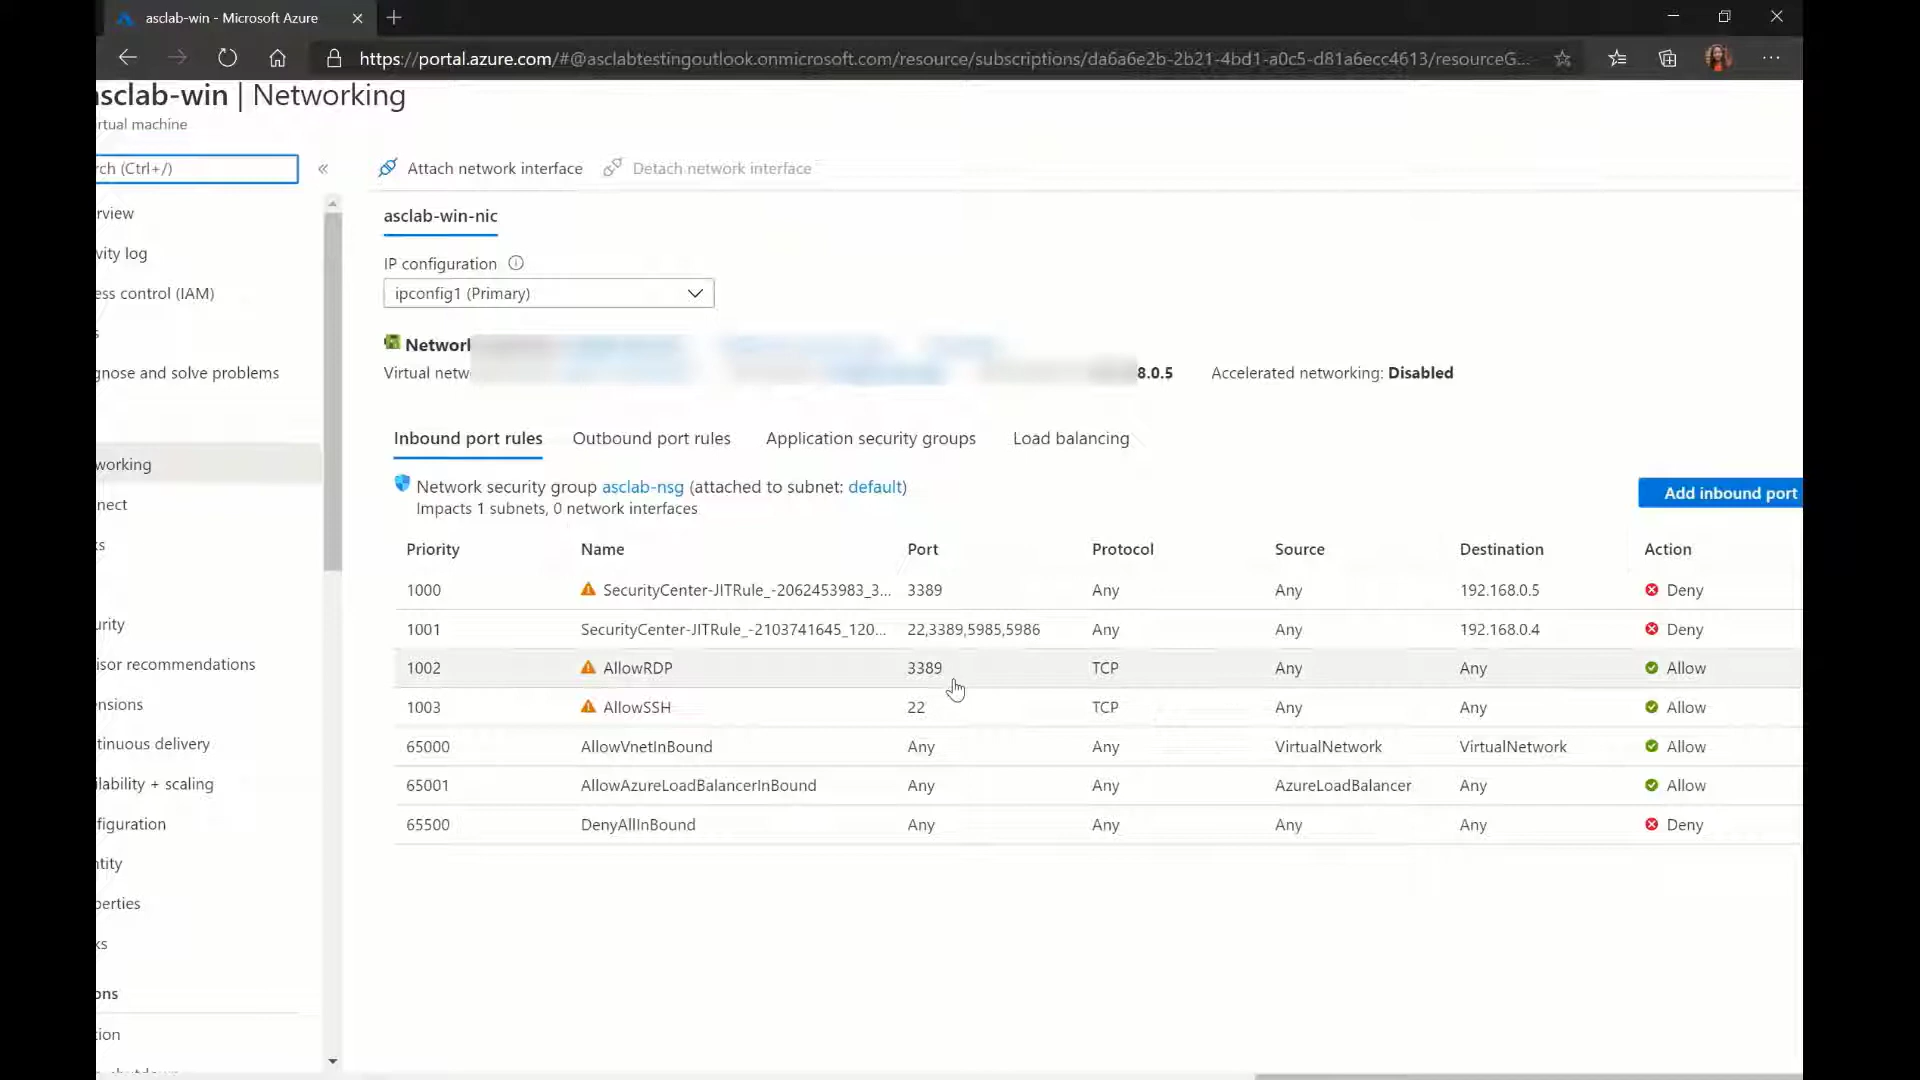 asclab-win - Microsoft Azure
https://portal.azure.com/#@asclabtestingoutlook.onmicrosoft.com/resource/subscriptions/da6a6e2b-2b21-4bd1-a0c5-d81a6ecc4613/resourceG...
asclab-win | Networking
rtual machine
rch (Ctrl+/)
«
Attach network interface
Detach network interface
rview
vity log
ess control (IAM)
s
gnose and solve problems
working
nnect
ks
urity
isor recommendations
ensions
tinuous delivery
ilability + scaling
figuration
ntity
perties
ks
ons
tion
asclab-win-nic
IP configuration
ipconfig1 (Primary)
Network
Virtual netw 8.0.5 Accelerated networking: Disabled
Inbound port rules Outbound port rules Application security groups Load balancing
Network security group asclab-nsg (attached to subnet: default)
Impacts 1 subnets, 0 network interfaces
Add inbound port
Priority Name Port Protocol Source Destination Action
1000 SecurityCenter-JITRule_-2062453983_3... 3389 Any Any 192.168.0.5 Deny
1001 SecurityCenter-JITRule_-2103741645_120... 22,3389,5985,5986 Any Any 192.168.0.4 Deny
1002 AllowRDP 3389 TCP Any Any Allow
1003 AllowSSH 22 TCP Any Any Allow
65000 AllowVnetInBound Any Any VirtualNetwork VirtualNetwork Allow
65001 AllowAzureLoadBalancerInBound Any Any AzureLoadBalancer Any Allow
65500 DenyAllInBound Any Any Any Any Deny